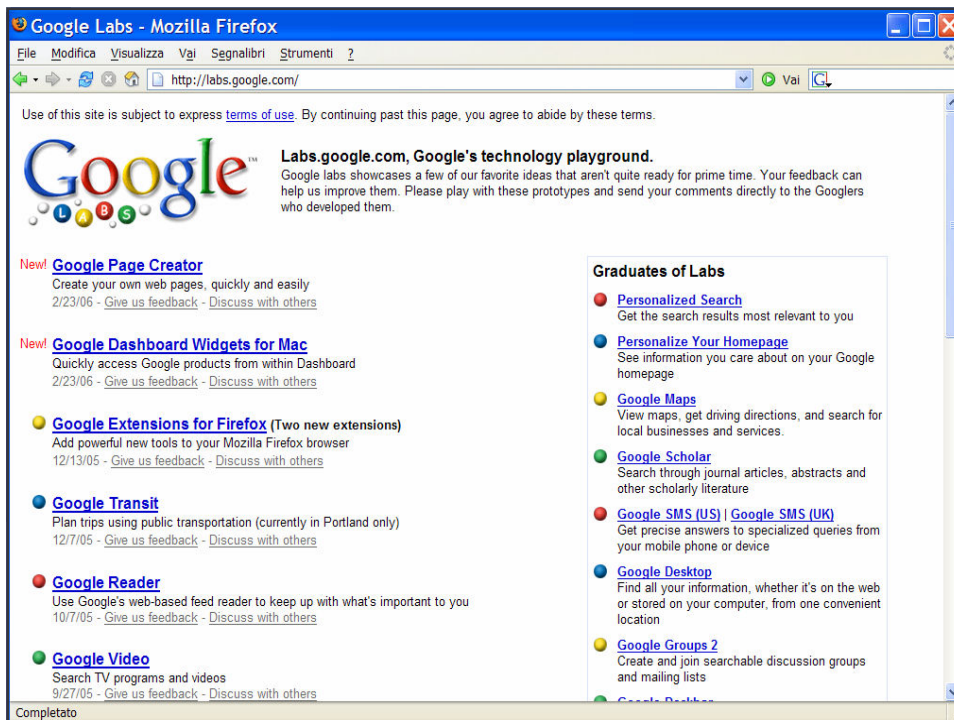 Google Labs - Mozilla Firefox
File Modifica Visualizza Vai Segnalibri Strumenti ?
http://labs.google.com/ Vai G
Use of this site is subject to express terms of use. By continuing past this page, you agree to abide by these terms.
Google™
LABS
Labs.google.com, Google's technology playground.
Google labs showcases a few of our favorite ideas that aren't quite ready for prime time. Your feedback can
help us improve them. Please play with these prototypes and send your comments directly to the Googlers
who developed them.
New! Google Page Creator
Create your own web pages, quickly and easily
2/23/06 - Give us feedback - Discuss with others
New! Google Dashboard Widgets for Mac
Quickly access Google products from within Dashboard
2/23/06 - Give us feedback - Discuss with others
Google Extensions for Firefox (Two new extensions)
Add powerful new tools to your Mozilla Firefox browser
12/13/05 - Give us feedback - Discuss with others
Google Transit
Plan trips using public transportation (currently in Portland only)
12/7/05 - Give us feedback - Discuss with others
Google Reader
Use Google's web-based feed reader to keep up with what's important to you
10/7/05 - Give us feedback - Discuss with others
Google Video
Search TV programs and videos
9/27/05 - Give us feedback - Discuss with others
Graduates of Labs
Personalized Search
Get the search results most relevant to you
Personalize Your Homepage
See information you care about on your Google
homepage
Google Maps
View maps, get driving directions, and search for
local businesses and services.
Google Scholar
Search through journal articles, abstracts and
other scholarly literature
Google SMS (US) | Google SMS (UK)
Get precise answers to specialized queries from
your mobile phone or device
Google Desktop
Find all your information, whether it's on the web
or stored on your computer, from one convenient
location
Google Groups 2
Create and join searchable discussion groups
and mailing lists
Completato